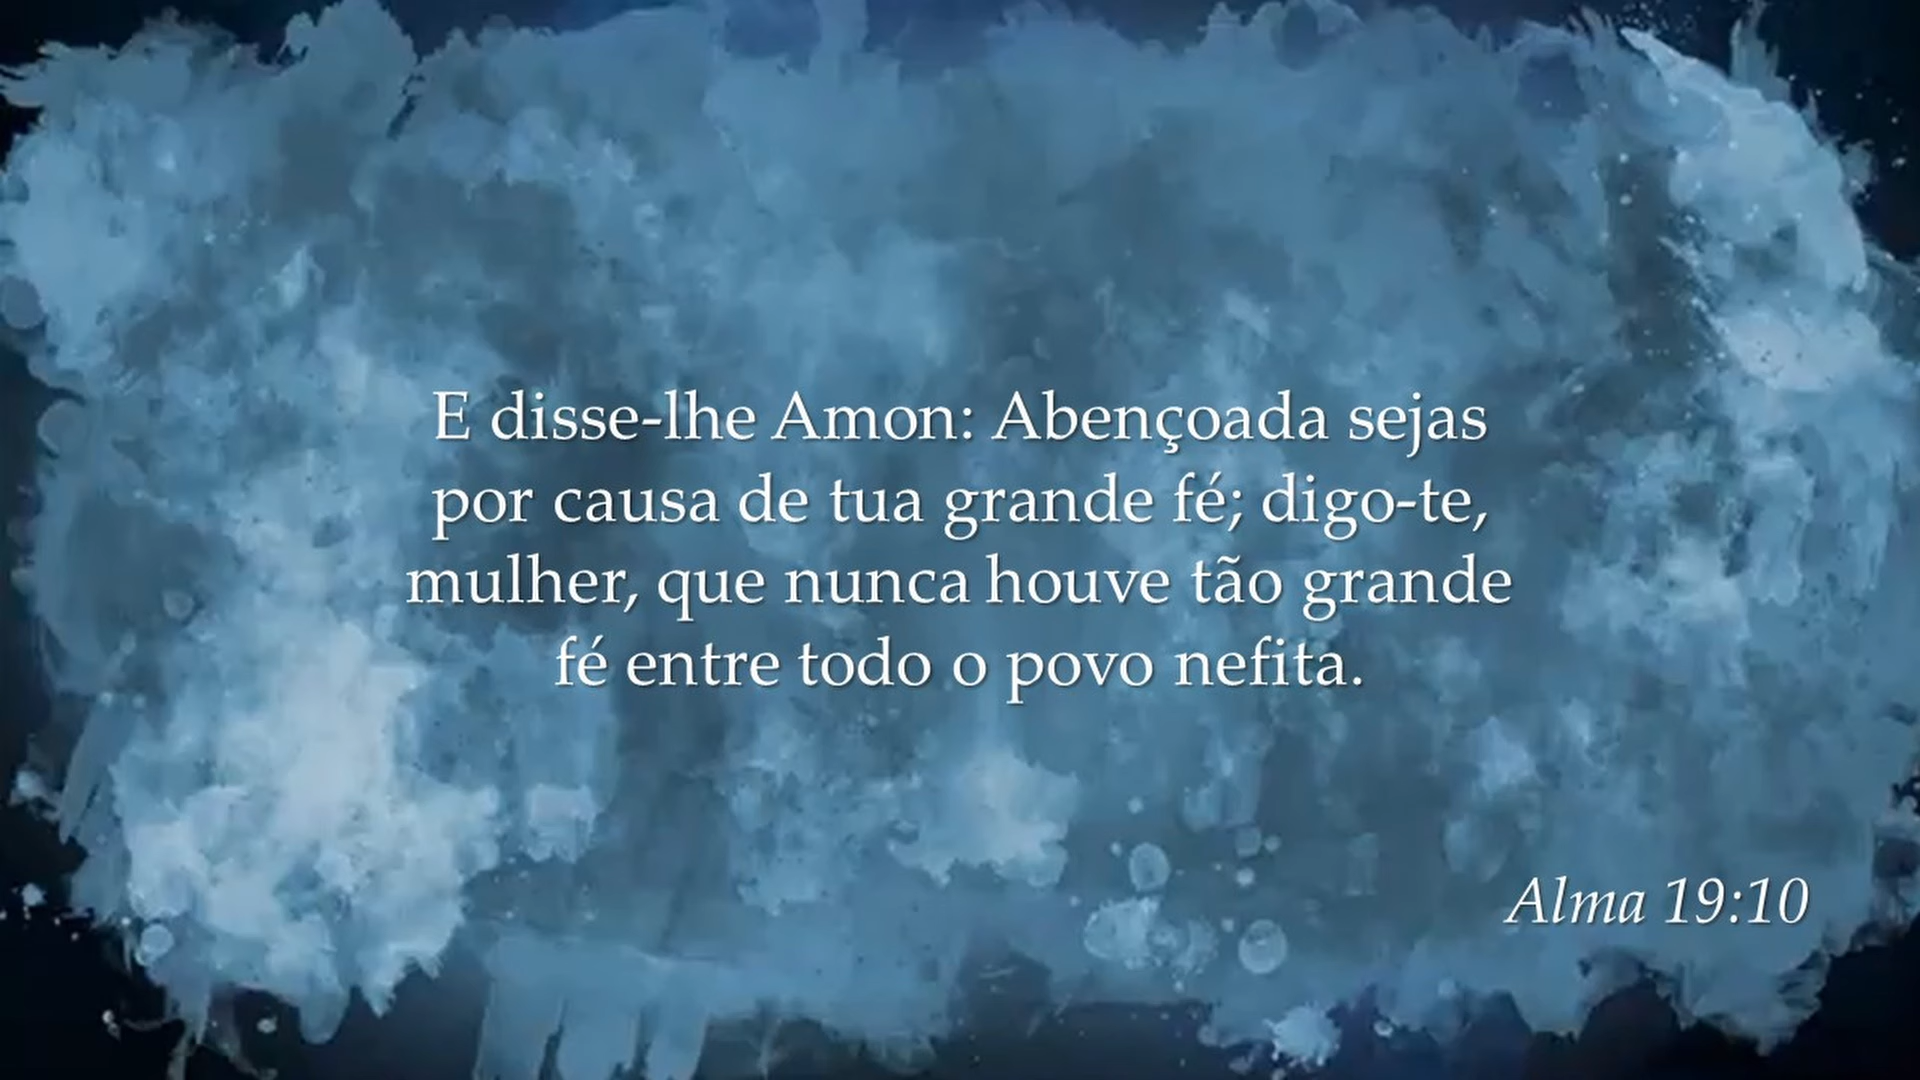 E disse-lhe Amon: Abençoada sejas
por causa de tua grande fé; digo-te,
mulher, que nunca houve tão grande
fé entre todo o povo nefita.
Alma 19:10